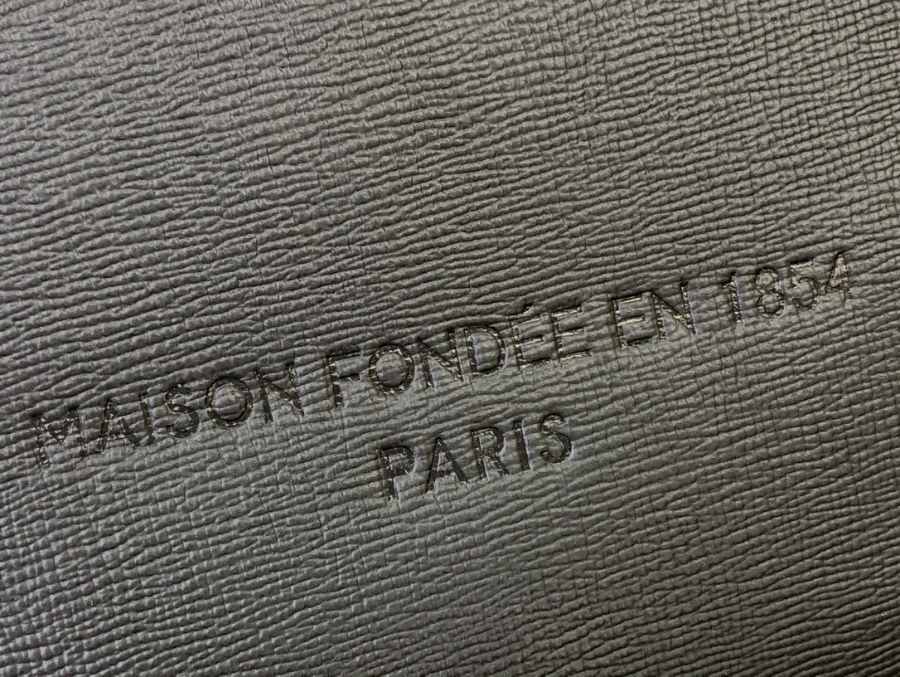 MAISON FONDÉE EN 1854
PARIS